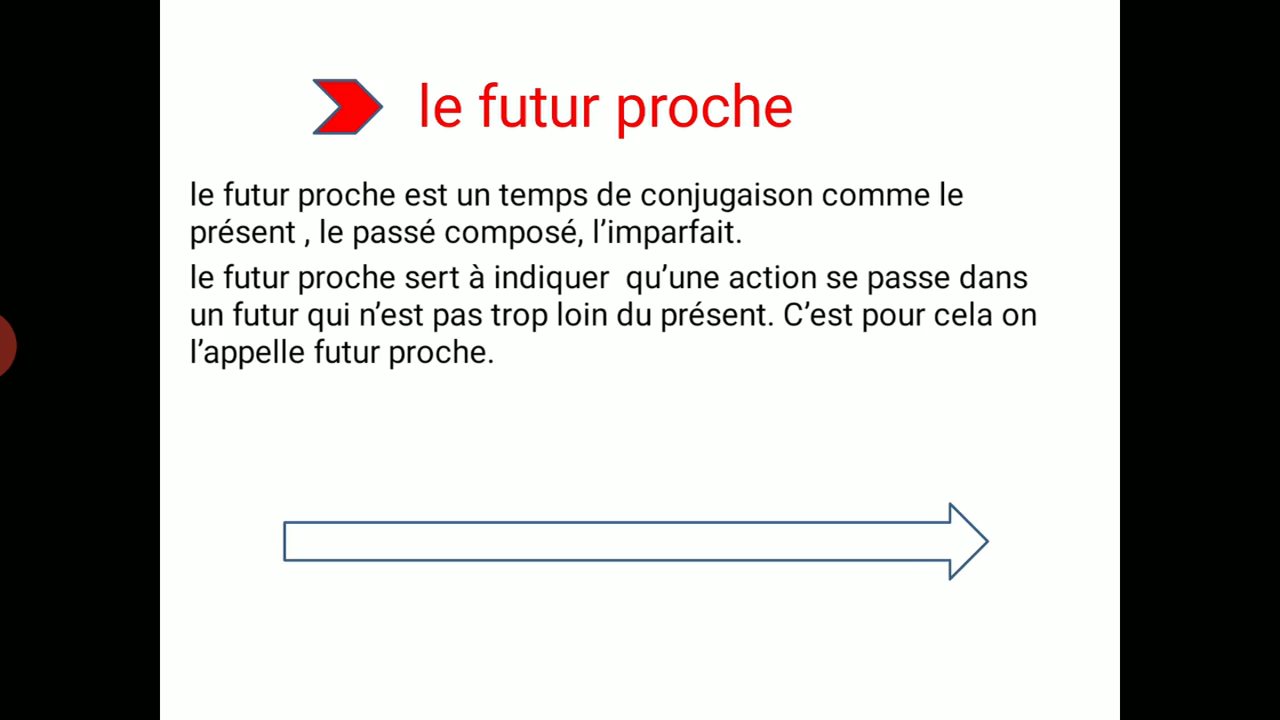 le futur proche
le futur proche est un temps de conjugaison comme le
présent , le passé composé, l’imparfait.
le futur proche sert à indiquer  qu’une action se passe dans
un futur qui n’est pas trop loin du présent. C’est pour cela on
l’appelle futur proche.